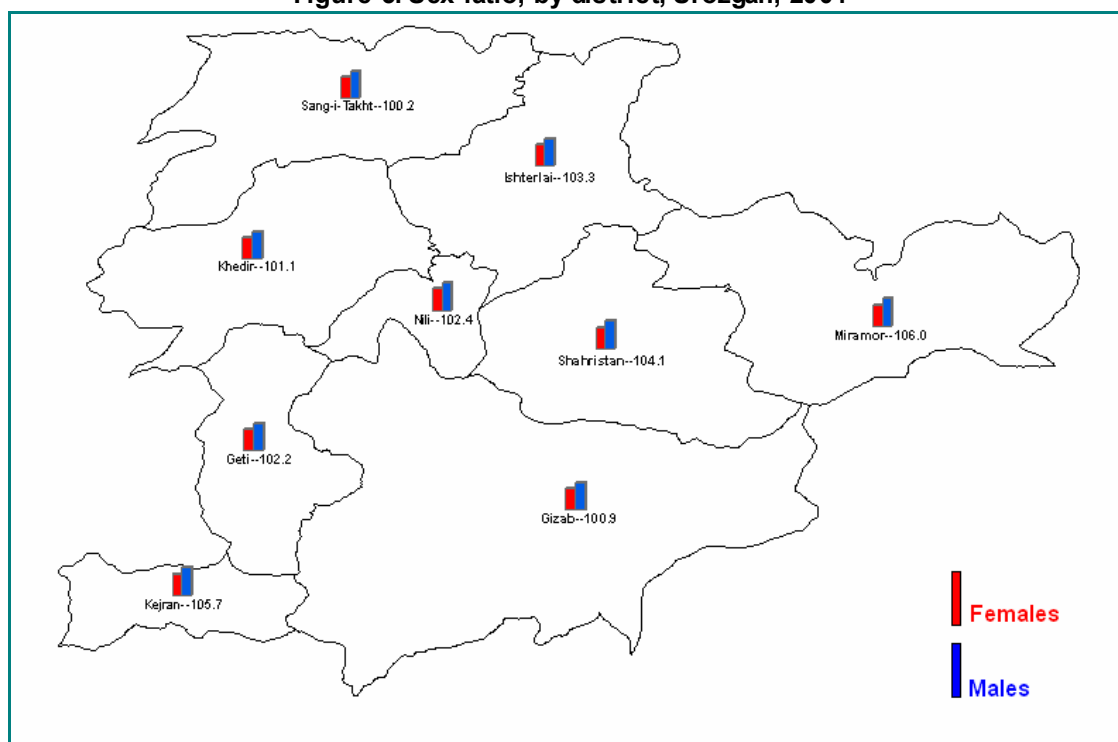 Sang-i-Takht--100.2
Ishterlai--103.3
Khedir--101.1
Nili--102.4
Miramor--106.0
Shahristan--104.1
Geti--102.2
Gizab--100.9
Kejran--105.7
Females
Males